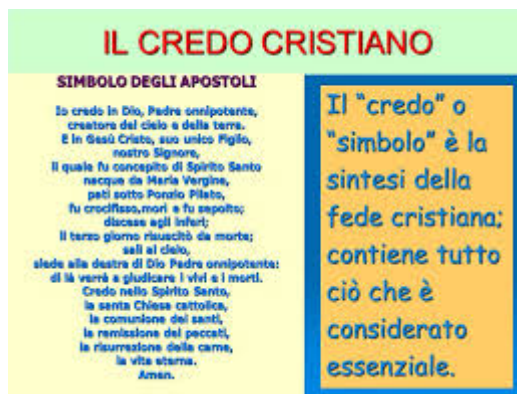 IL CREDO CRISTIANO
SIMBOLO DEGLI APOSTOLI
Io credo in Dio, Padre onnipotente,
creatore del cielo e della terra.
E in Gesù Cristo, suo unico Figlio,
nostro Signore,
il quale fu concepito di Spirito Santo
nacque da Maria Vergine,
patì sotto Ponzio Pilato,
fu crocifisso, morì e fu sepolto;
discese agli inferi;
il terzo giorno risuscitò da morte;
salì al cielo,
siede alla destra di Dio Padre onnipotente:
di là verrà a giudicare i vivi e i morti.
Credo nello Spirito Santo,
la santa Chiesa cattolica,
la comunione dei santi,
la remissione dei peccati,
la risurrezione della carne,
la vita eterna.
Amen.
Il “credo” o
“simbolo” è la
sintesi della
fede cristiana;
contiene tutto
ciò che è
considerato
essenziale.